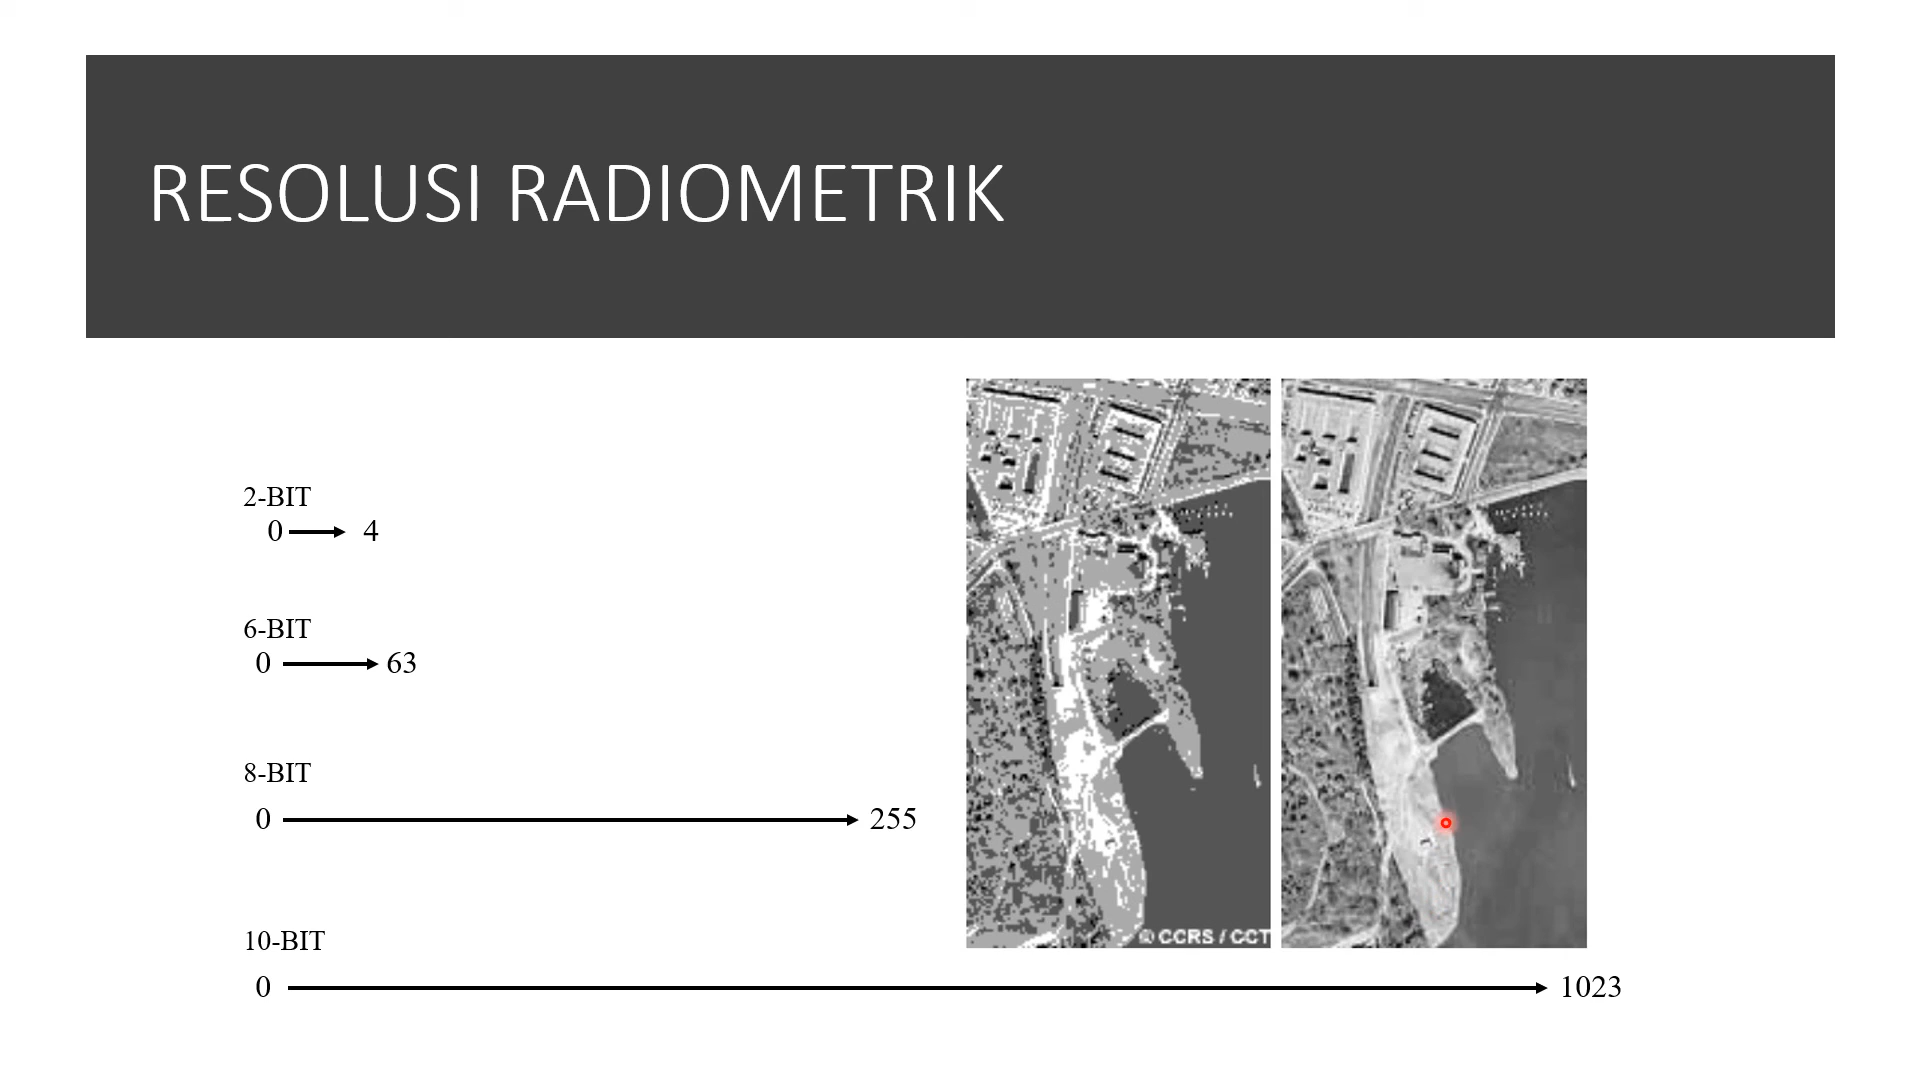 RESOLUSI RADIOMETRIK
2-BIT
0 4
6-BIT
0 63
8-BIT
0 255
10-BIT
0 1023
© CCRS / CCT